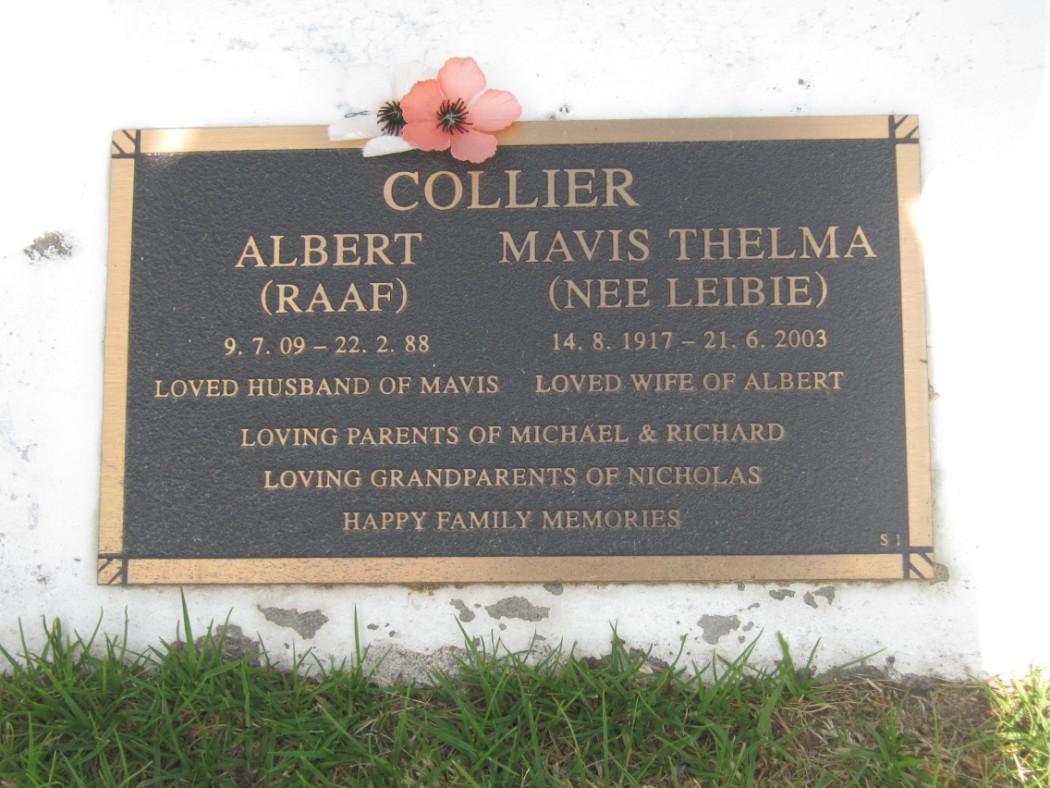 COLLIER
ALBERT MAVIS THELMA
(RAAF) (NEE LEIBIE)
9. 7. 09 – 22. 2. 88 14. 8. 1917 – 21. 6. 2003
LOVED HUSBAND OF MAVIS LOVED WIFE OF ALBERT
LOVING PARENTS OF MICHAEL & RICHARD
LOVING GRANDPARENTS OF NICHOLAS
HAPPY FAMILY MEMORIES
S 1